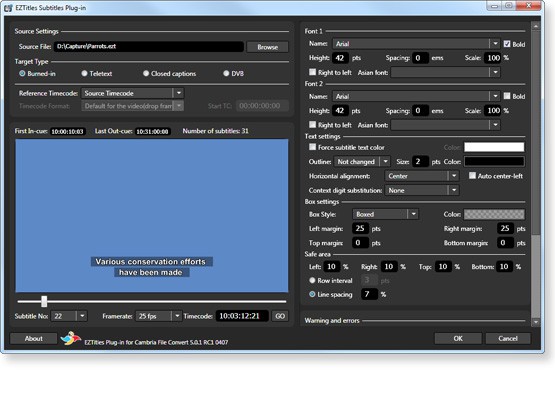 EZTitles Subtitles Plug-in
Source Settings
Source File: D:\Capture\Parrots.ezt Browse
Target Type
Burned-in Teletext Closed captions DVB
Reference Timecode: Source Timecode
Timecode Format: Default for the video(drop fram Start TC: 00:00:00:00
First In-cue: 10:00:10:03 Last Out-cue: 10:31:00:08 Number of subtitles: 31
Various conservation efforts
have been made
Subtitle No: 22 Framerate: 25 fps Timecode: 10:03:12:21 GO
Font 1
Name: Arial Bold
Height: 42 pts Spacing: 0 ems Scale: 100 %
Right to left Asian font:
Font 2
Name: Arial Bold
Height: 42 pts Spacing: 0 ems Scale: 100 %
Right to left Asian font:
Text settings
Force subtitle text color Color:
Outline: Not changed Size: 2 pts Color:
Horizontal alignment: Center Auto center-left
Context digit substitution: None
Box settings
Box Style: Boxed Color:
Left margin: 25 pts Right margin: 25 pts
Top margin: 0 pts Bottom margin: 0 pts
Safe area
Left: 10 % Right: 10 % Top: 10 % Bottom: 10 %
Row interval 3 pts
Line spacing 7 %
Warning and errors
About EZTitles Plug-in for Cambria File Convert 5.0.1 RC1 0407 OK Cancel